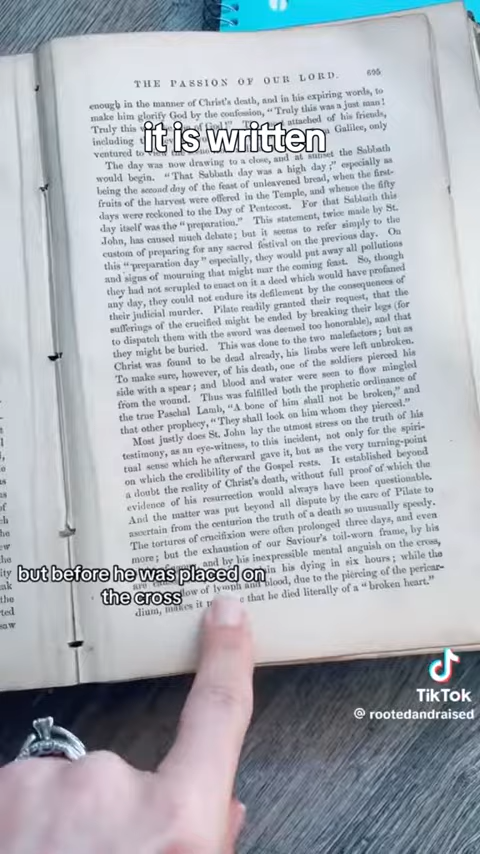 THE PASSION OF OUR LORD. 695
enough in the manner of Christ's death, and in his expiring words, to
make him glorify God by the confession, "Truly this was a just man!
Truly this God!" attached of his friends,
including Galilee, only
ventured to
it is written
The day was now drawing to a close, and at sunset the Sabbath
would begin. "That Sabbath day was a high day;" especially as
being the second day of the feast of unleavened bread, when the first-
fruits of the harvest were offered in the Temple, and whence the fifty
days were reckoned to the Day of Pentecost. For that Sabbath this
day itself was the "preparation." This statement, twice made by St.
John, has caused much debate; but it seems to refer simply to the
custom of preparing for any sacred festival on the previous day. On
this "preparation day" especially, they would put away all pollutions
and signs of mourning that might mar the coming feast. So, though
they had not scrupled to enact on it a deed which would have profaned
any day, they could not endure its defilement by the consequences of
their judicial murder. Pilate readily granted their request, that the
sufferings of the crucified might be ended by breaking their legs (for
to dispatch them with the sword was deemed too honorable), and that
they might be buried. This was done to the two malefactors; but as
Christ was found to be dead already, his limbs were left unbroken.
To make sure, however, of his death, one of the soldiers pierced his
side with a spear; and blood and water were seen to flow mingled
from the wound. Thus was fulfilled both the prophetic ordinance of
the true Paschal Lamb, "A bone of him shall not be broken," and
that other prophecy, "They shall look on him whom they pierced."
Most justly does St. John lay the utmost stress on the truth of his
testimony, as an eye-witness, to this incident, not only for the spiri-
tual sense which he afterward gave it, but as the very turning-point
on which the credibility of the Gospel rests. It established beyond
a doubt the reality of Christ's death, without full proof of which the
evidence of his resurrection would always have been questionable.
And the matter was put beyond all dispute by the care of Pilate to
ascertain from the centurion the truth of a death so unusually speedy.
The tortures of crucifixion were often prolonged three days, and even
more; but the exhaustion of our Saviour's toil-worn frame, by his
and by his inexpressible mental anguish on the cross,
his dying in six hours; while the
flow of lymph and blood, due to the piercing of the pericar-
dium, makes it that he died literally of a "broken heart."
but before he was placed on
the cross
TikTok
@ rootedandraised